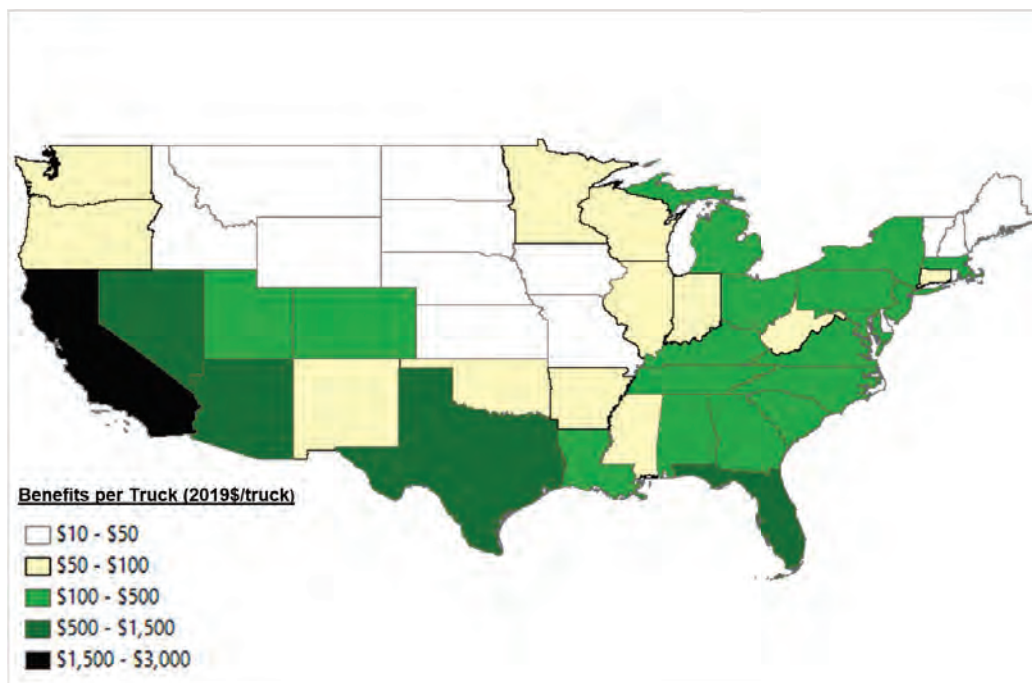 Benefits per Truck (2019$/truck)
$10 - $50
$50 - $100
$100 - $500
$500 - $1,500
$1,500 - $3,000